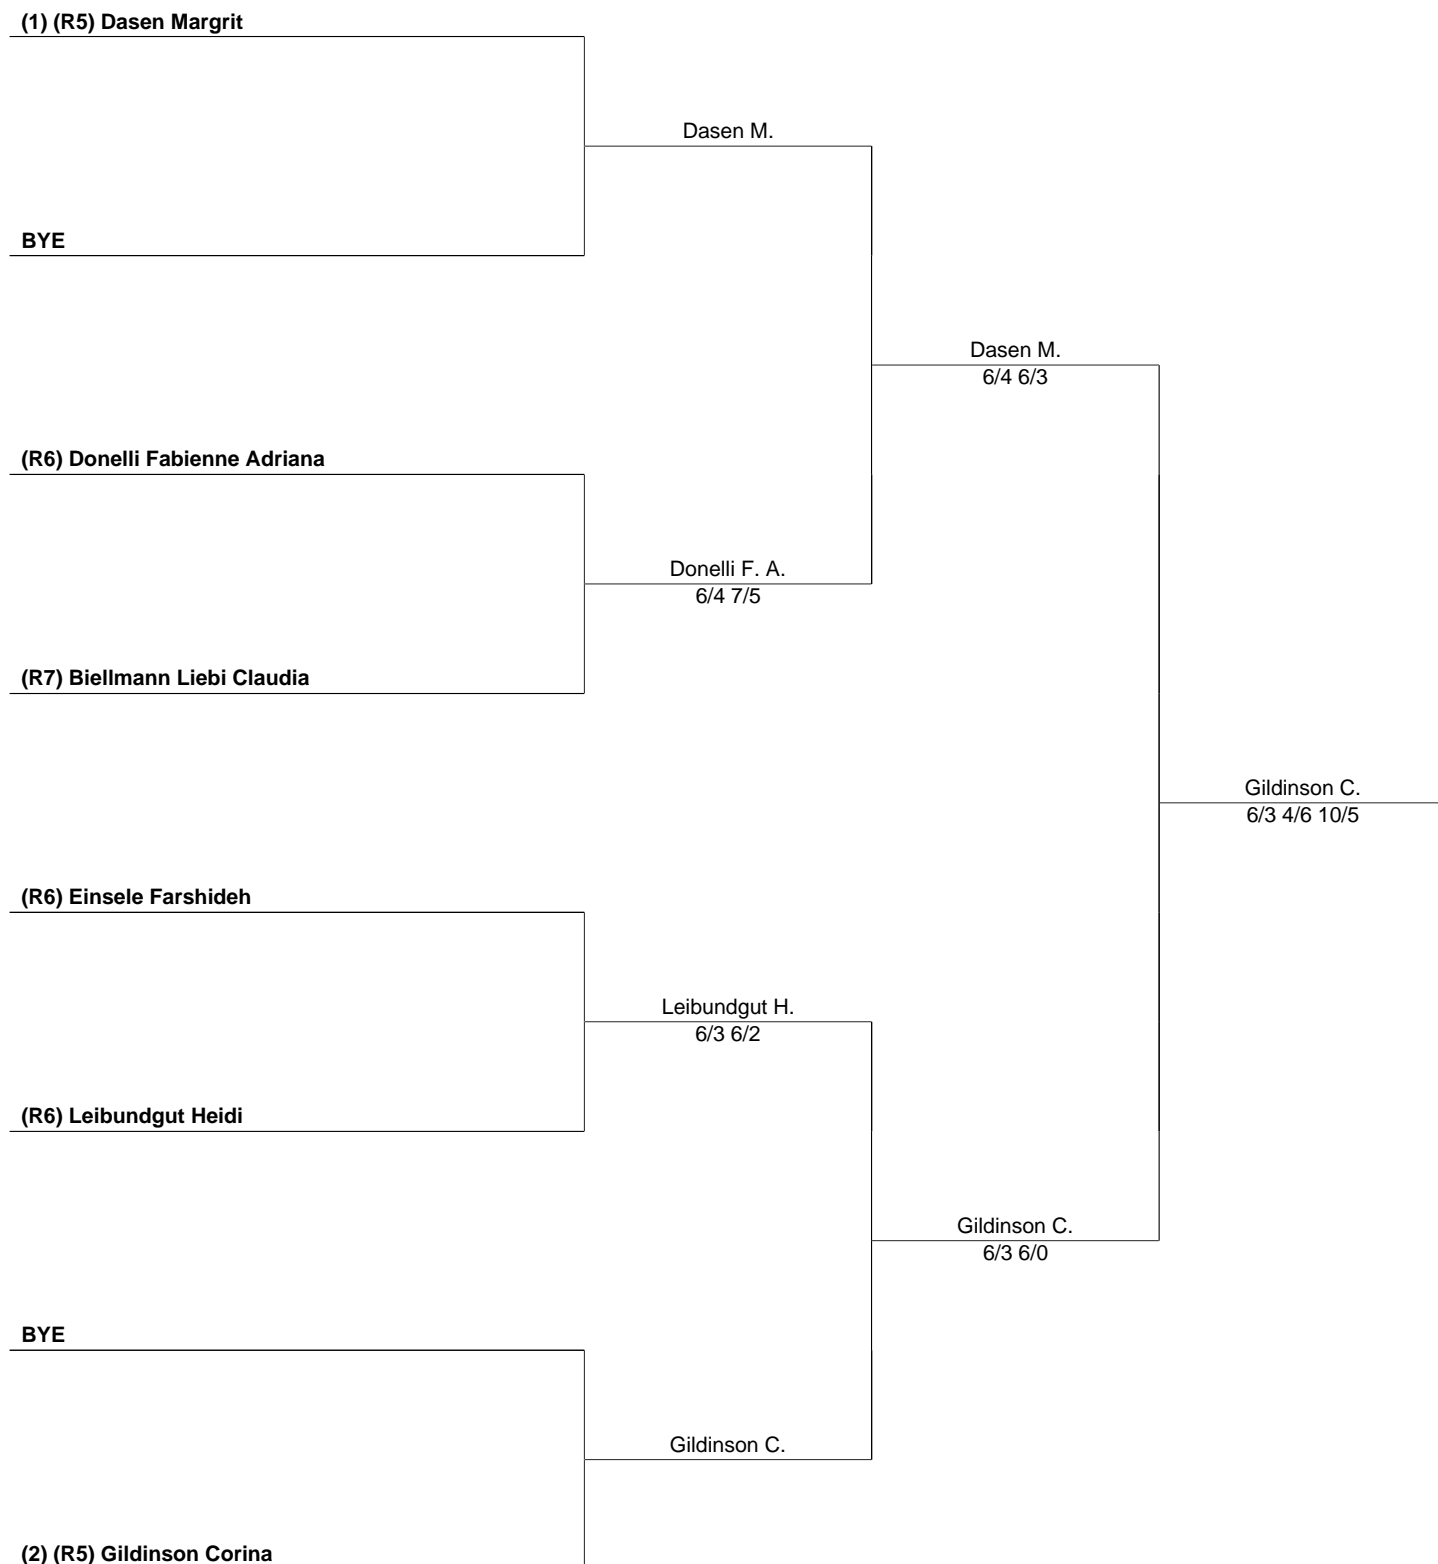 (1) (R5) Dasen Margrit
Dasen M.
BYE
Dasen M.
6/4 6/3
(R6) Donelli Fabienne Adriana
Donelli F. A.
6/4 7/5
(R7) Biellmann Liebi Claudia
Gildinson C.
6/3 4/6 10/5
(R6) Einsele Farshideh
Leibundgut H.
6/3 6/2
(R6) Leibundgut Heidi
Gildinson C.
6/3 6/0
BYE
Gildinson C.
(2) (R5) Gildinson Corina